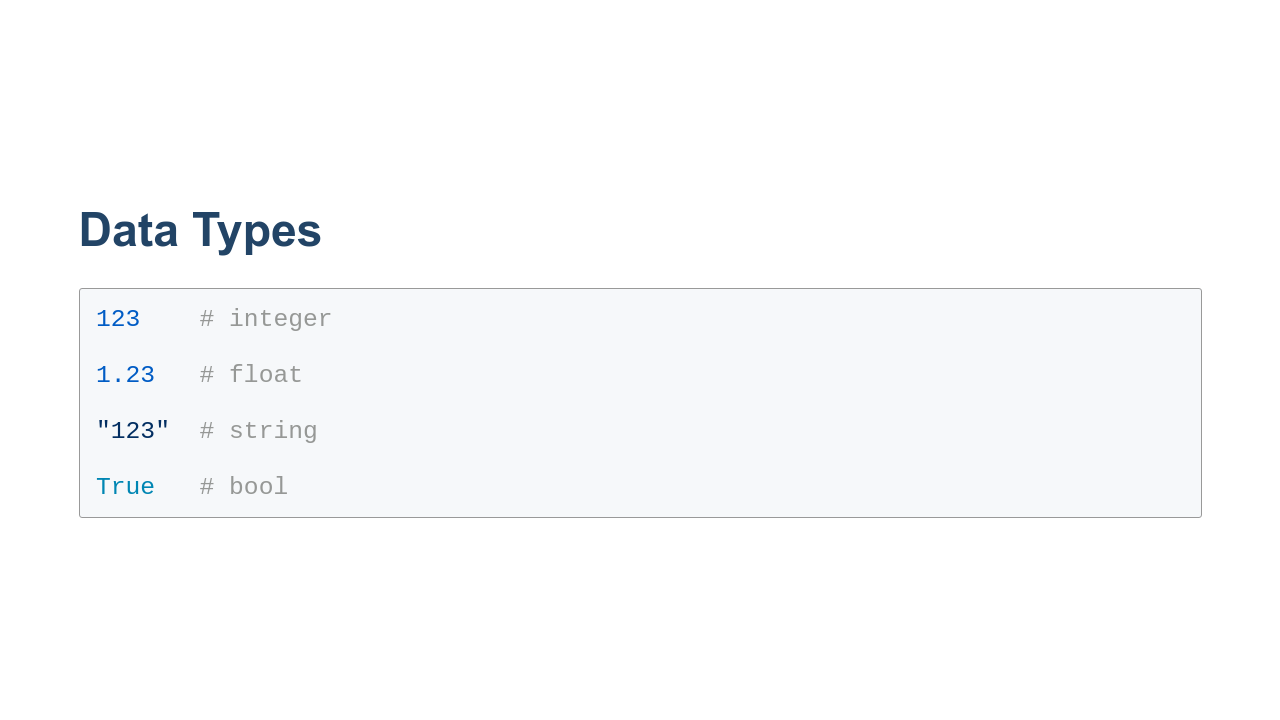 Data Types
123    # integer
1.23   # float
"123"  # string
True   # bool